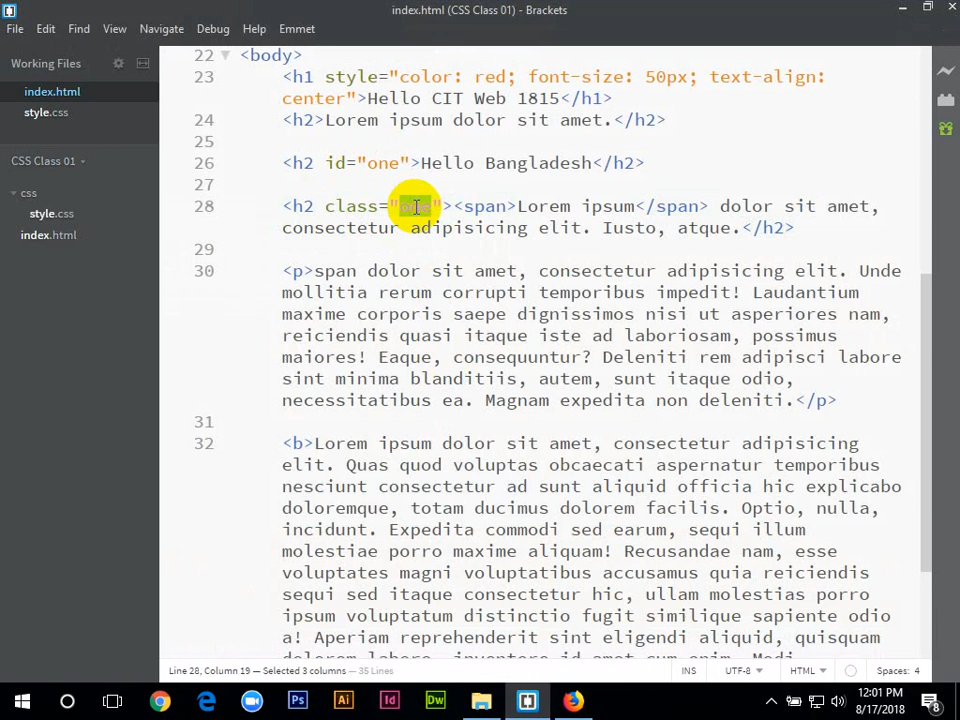 index.html (CSS Class 01) - Brackets
File Edit Find View Navigate Debug Help Emmet
Working Files
index.html
style.css
CSS Class 01
css
style.css
index.html
22 <body>
23 <h1 style="color: red; font-size: 50px; text-align:
center">Hello CIT Web 1815</h1>
24 <h2>Lorem ipsum dolor sit amet.</h2>
25
26 <h2 id="one">Hello Bangladesh</h2>
27
28 <h2 class=" "><span>Lorem ipsum</span> dolor sit amet,
consectetur adipisicing elit. Iusto, atque.</h2>
29
30 <p>span dolor sit amet, consectetur adipisicing elit. Unde
mollitia rerum corrupti temporibus impedit! Laudantium
maxime corporis saepe dignissimos nisi ut asperiores nam,
reiciendis quasi itaque iste ad laboriosam, possimus
maiores! Eaque, consequuntur? Deleniti rem adipisci labore
sint minima blanditiis, autem, sunt itaque odio,
necessitatibus ea. Magnam expedita non deleniti.</p>
31
32 <b>Lorem ipsum dolor sit amet, consectetur adipisicing
elit. Quas quod voluptas obcaecati aspernatur temporibus
nesciunt consectetur ad sunt aliquid officia hic explicabo
doloremque, totam ducimus dolorem facilis. Optio, nulla,
incidunt. Expedita commodi sed earum, sequi illum
molestiae porro maxime aliquam! Recusandae nam, esse
voluptates magni voluptatibus accusamus quia reiciendis
sequi sed itaque consectetur hic, ullam molestias porro
ipsum voluptatum distinctio fugit similique sapiente odio
a! Aperiam reprehenderit sint eligendi aliquid, quisquam
Line 28, Column 19 — Selected 3 columns — 35 Lines
INS UTF-8 HTML Spaces: 4
Ps Ai Id Dw
12:01 PM
8/17/2018
8